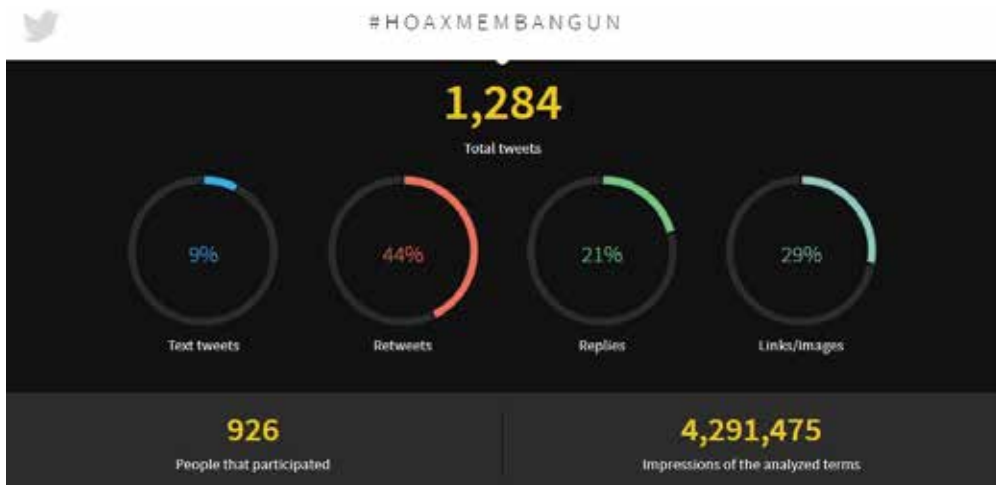 #HOAXMEMBANGUN
1,284
Total tweets
9%
44%
21%
29%
Text tweets
Retweets
Replies
Links/Images
926
People that participated
4,291,475
Impressions of the analyzed terms